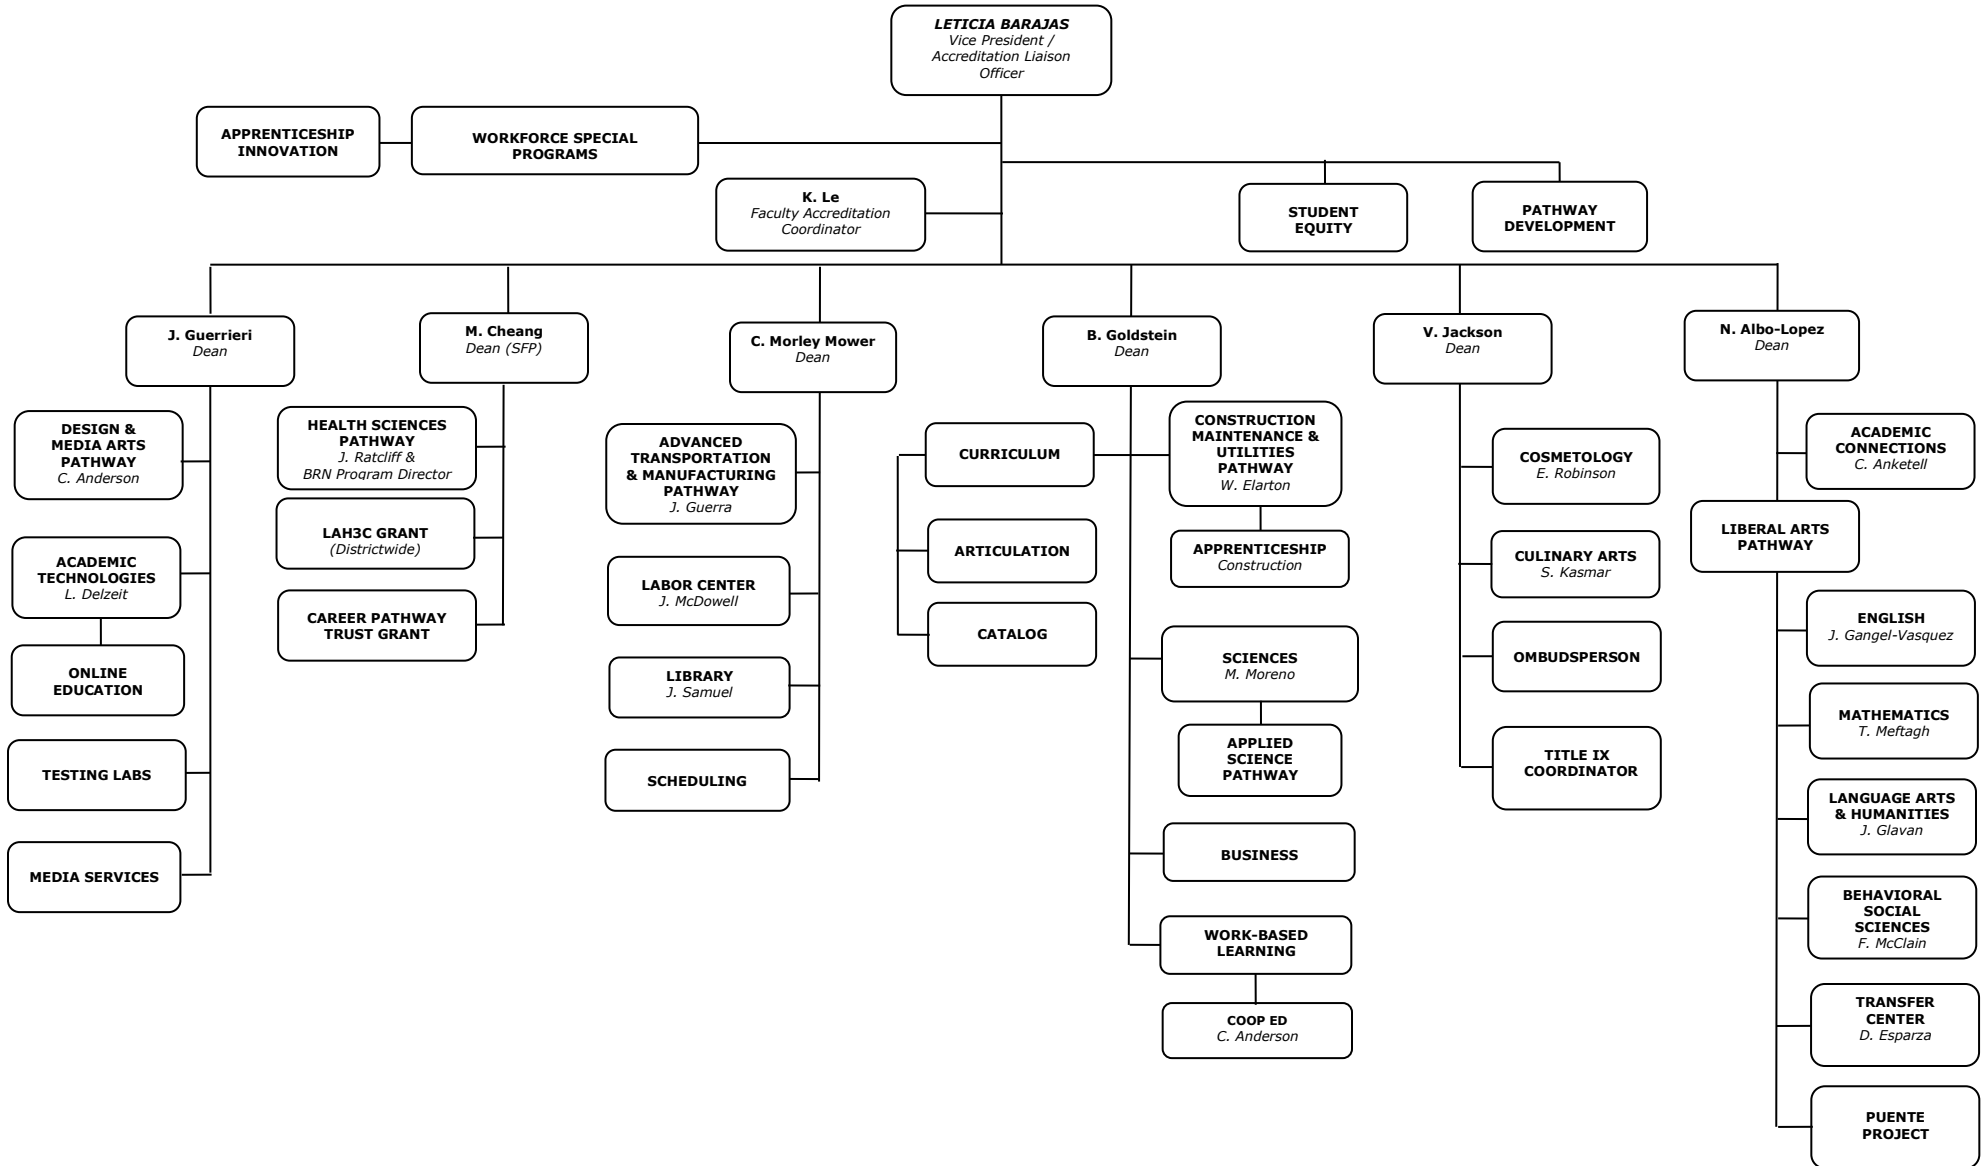 LETICIA BARAJAS
Vice President /
Accreditation Liaison
Officer
APPRENTICESHIP
INNOVATION
WORKFORCE SPECIAL
PROGRAMS
K. Le
Faculty Accreditation
Coordinator
STUDENT
EQUITY
PATHWAY
DEVELOPMENT
J. Guerrieri
Dean
M. Cheang
Dean (SFP)
C. Morley Mower
Dean
B. Goldstein
Dean
V. Jackson
Dean
N. Albo-Lopez
Dean
DESIGN &
MEDIA ARTS
PATHWAY
C. Anderson
ACADEMIC
TECHNOLOGIES
L. Delzeit
ONLINE
EDUCATION
TESTING LABS
MEDIA SERVICES
HEALTH SCIENCES
PATHWAY
J. Ratcliff &
BRN Program Director
LAH3C GRANT
(Districtwide)
CAREER PATHWAY
TRUST GRANT
ADVANCED
TRANSPORTATION
& MANUFACTURING
PATHWAY
J. Guerra
LABOR CENTER
J. McDowell
LIBRARY
J. Samuel
SCHEDULING
CURRICULUM
ARTICULATION
CATALOG
CONSTRUCTION
MAINTENANCE &
UTILITIES
PATHWAY
W. Elarton
APPRENTICESHIP
Construction
SCIENCES
M. Moreno
APPLIED
SCIENCE
PATHWAY
BUSINESS
WORK-BASED
LEARNING
COOP ED
C. Anderson
COSMETOLOGY
E. Robinson
CULINARY ARTS
S. Kasmar
OMBUDSPERSON
TITLE IX
COORDINATOR
ACADEMIC
CONNECTIONS
C. Anketell
LIBERAL ARTS
PATHWAY
ENGLISH
J. Gangel-Vasquez
MATHEMATICS
T. Meftagh
LANGUAGE ARTS
& HUMANITIES
J. Glavan
BEHAVIORAL
SOCIAL
SCIENCES
F. McClain
TRANSFER
CENTER
D. Esparza
PUENTE
PROJECT